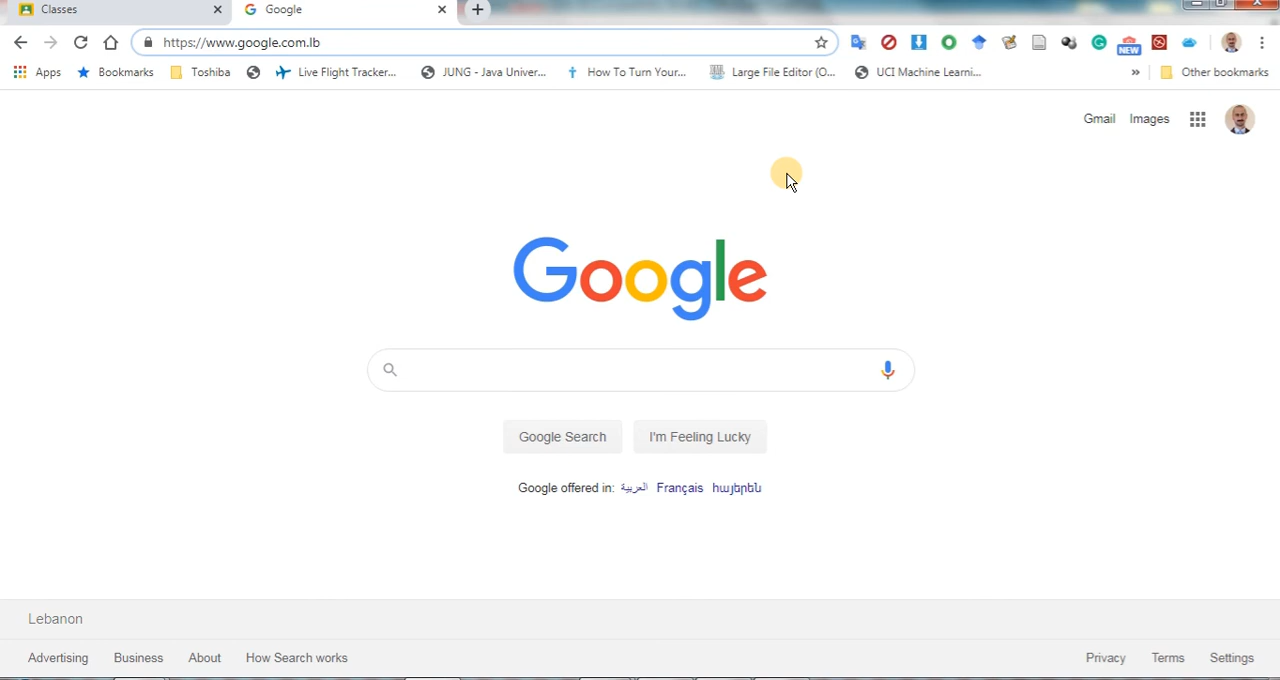 Classes
Google
https://www.google.com.lb
Apps Bookmarks Toshiba Live Flight Tracker... JUNG - Java Univer... How To Turn Your... Large File Editor (O... UCI Machine Learni... » Other bookmarks
NEW
Gmail Images
Google
Google Search I'm Feeling Lucky
Google offered in: العربية Français հայերեն
Lebanon
Advertising Business About How Search works Privacy Terms Settings